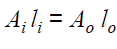 Aᵢ lᵢ = Aₒ lₒ